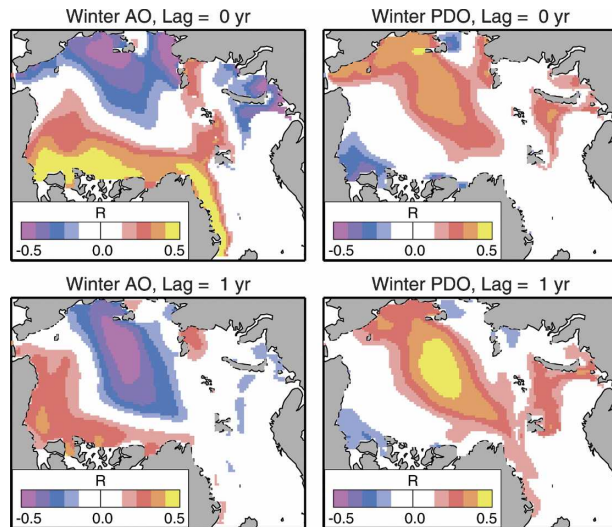 Winter AO, Lag = 0 yr
Winter PDO, Lag = 0 yr
R
-0.5 0.0 0.5
R
-0.5 0.0 0.5
Winter AO, Lag = 1 yr
Winter PDO, Lag = 1 yr
R
-0.5 0.0 0.5
R
-0.5 0.0 0.5